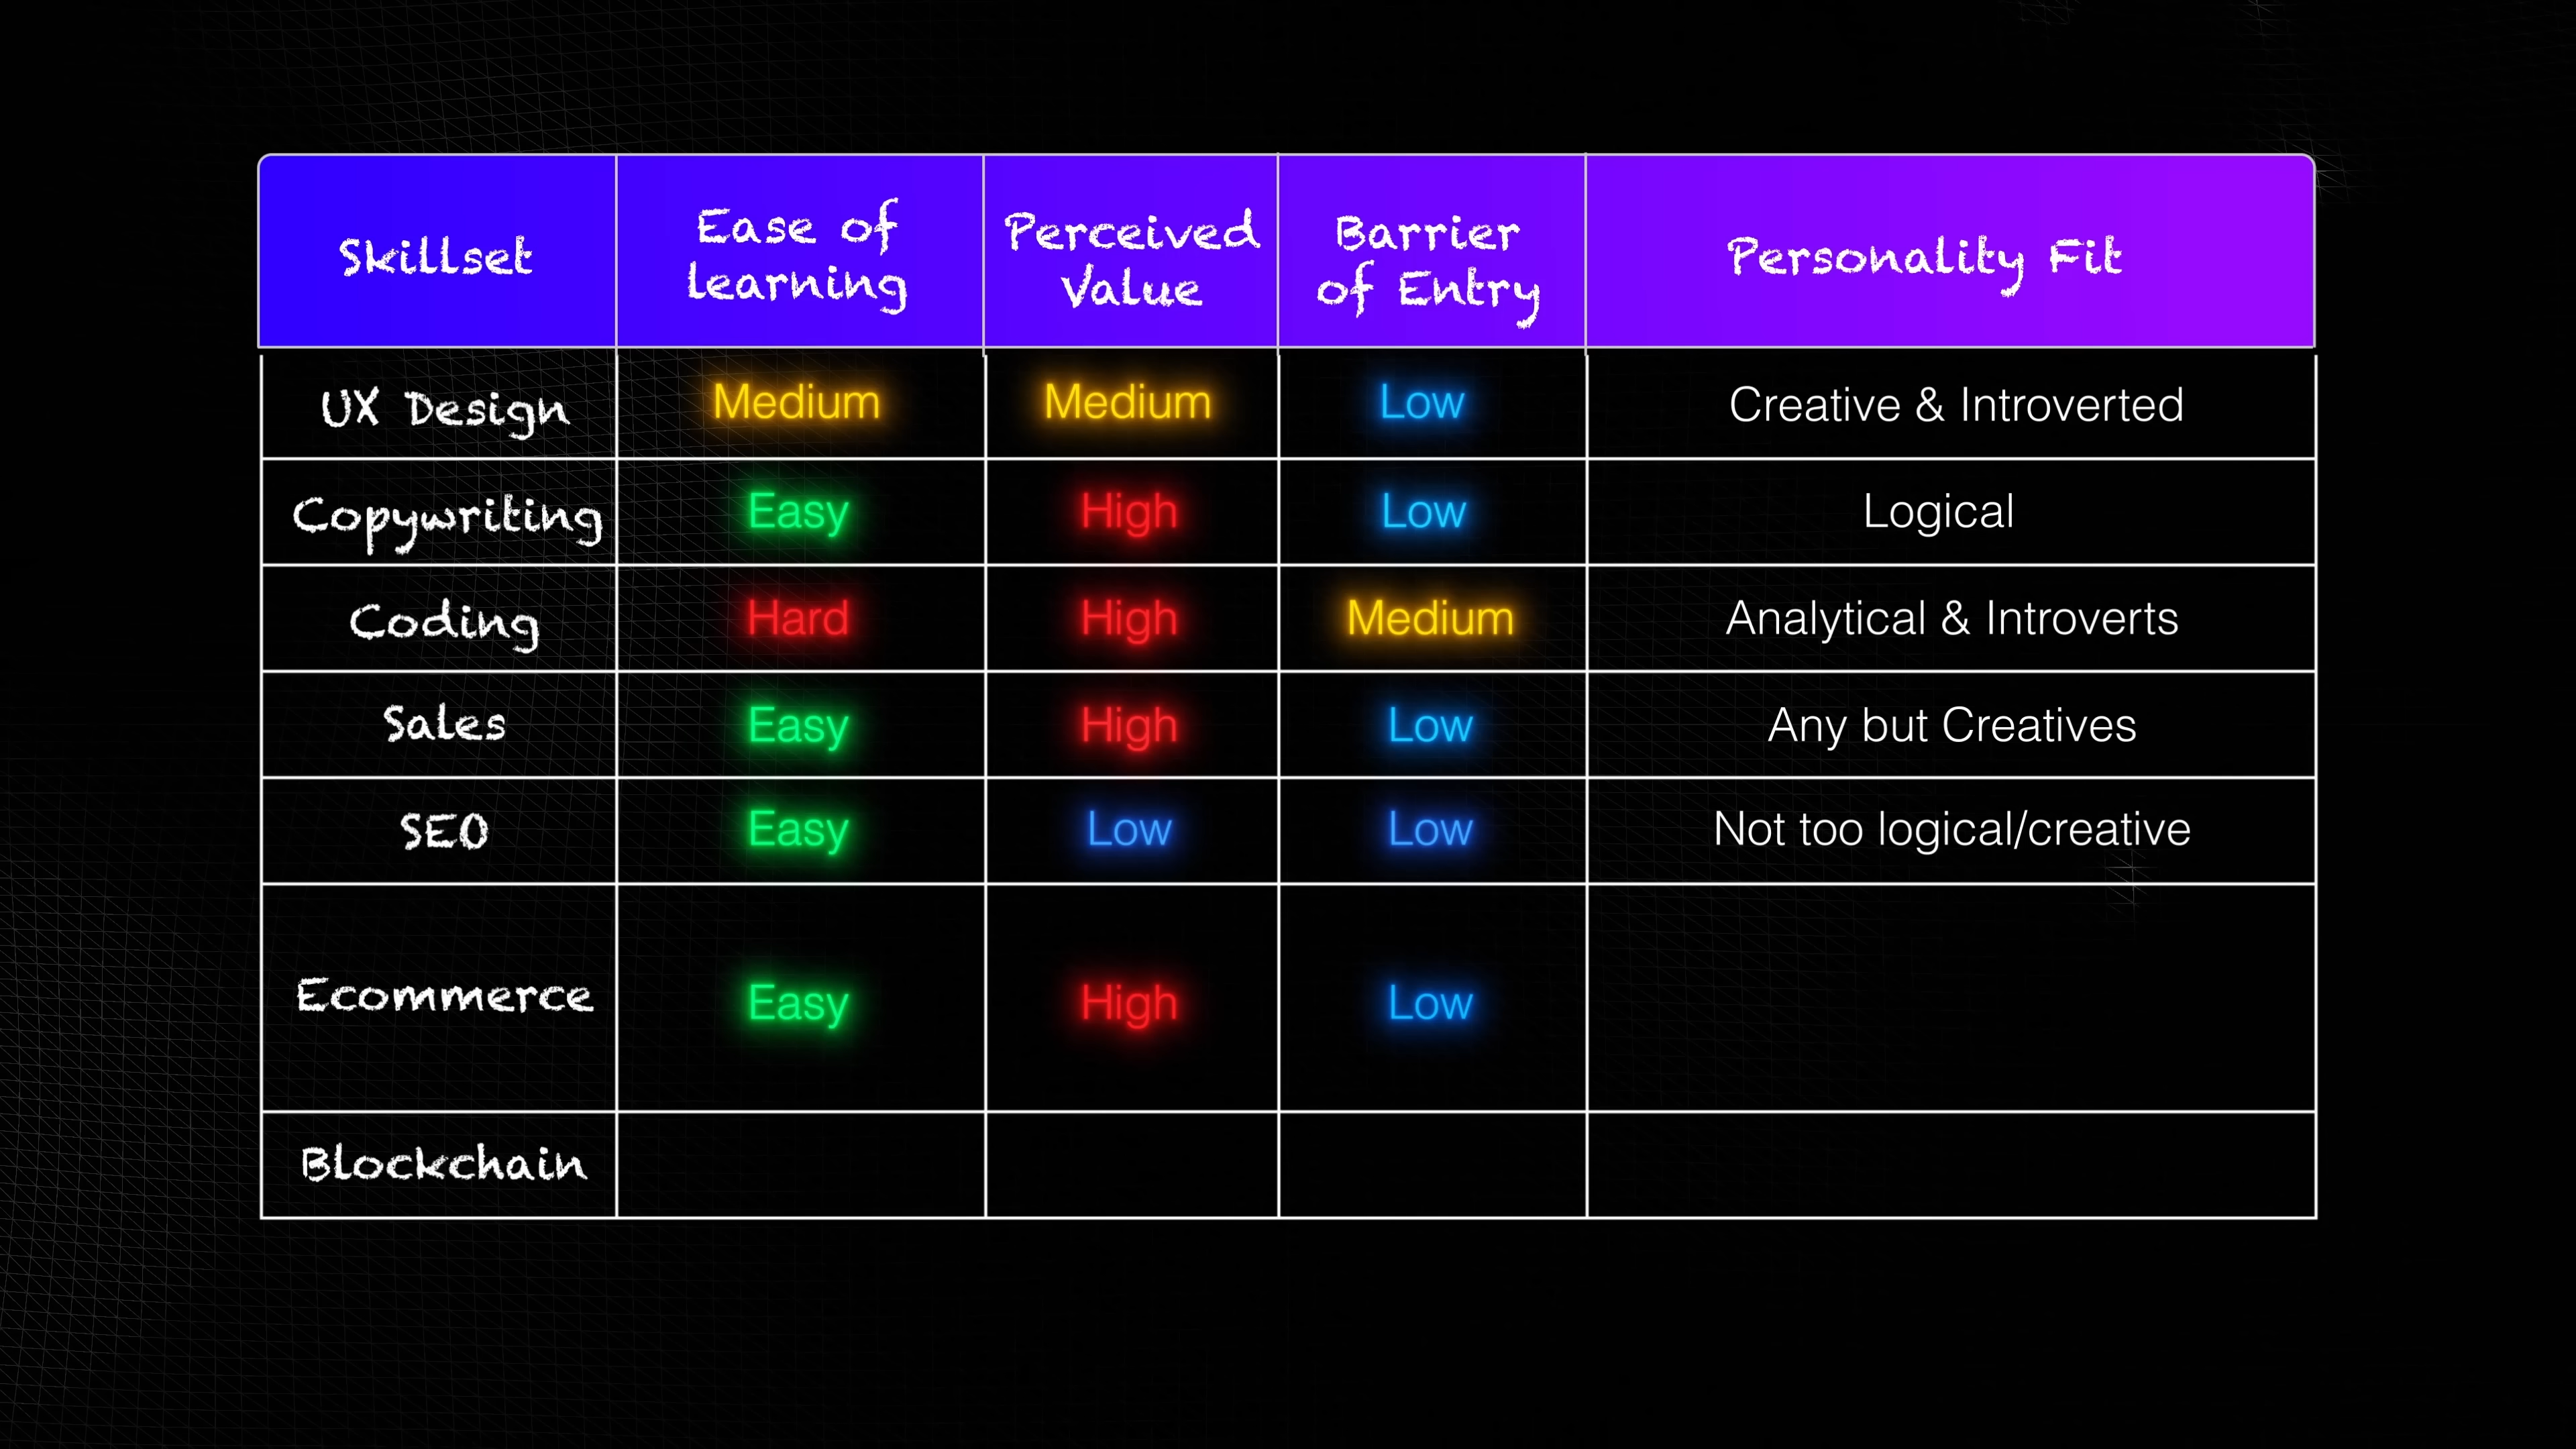 Skillset
Ease of
learning
Perceived
Value
Barrier
of Entry
Personality Fit
UX Design Medium Medium Low Creative & Introverted
Copywriting Easy High Low Logical
Coding Hard High Medium Analytical & Introverts
Sales Easy High Low Any but Creatives
SEO Easy Low Low Not too logical/creative
Ecommerce Easy High Low
Blockchain